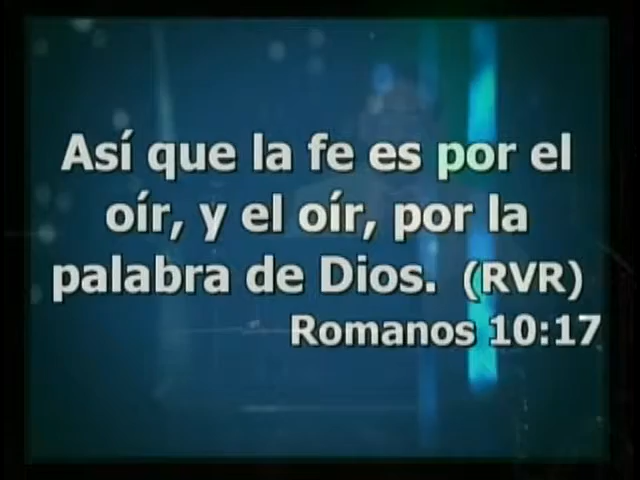 Así que la fe es por el
oír, y el oír, por la
palabra de Dios. (RVR)
Romanos 10:17